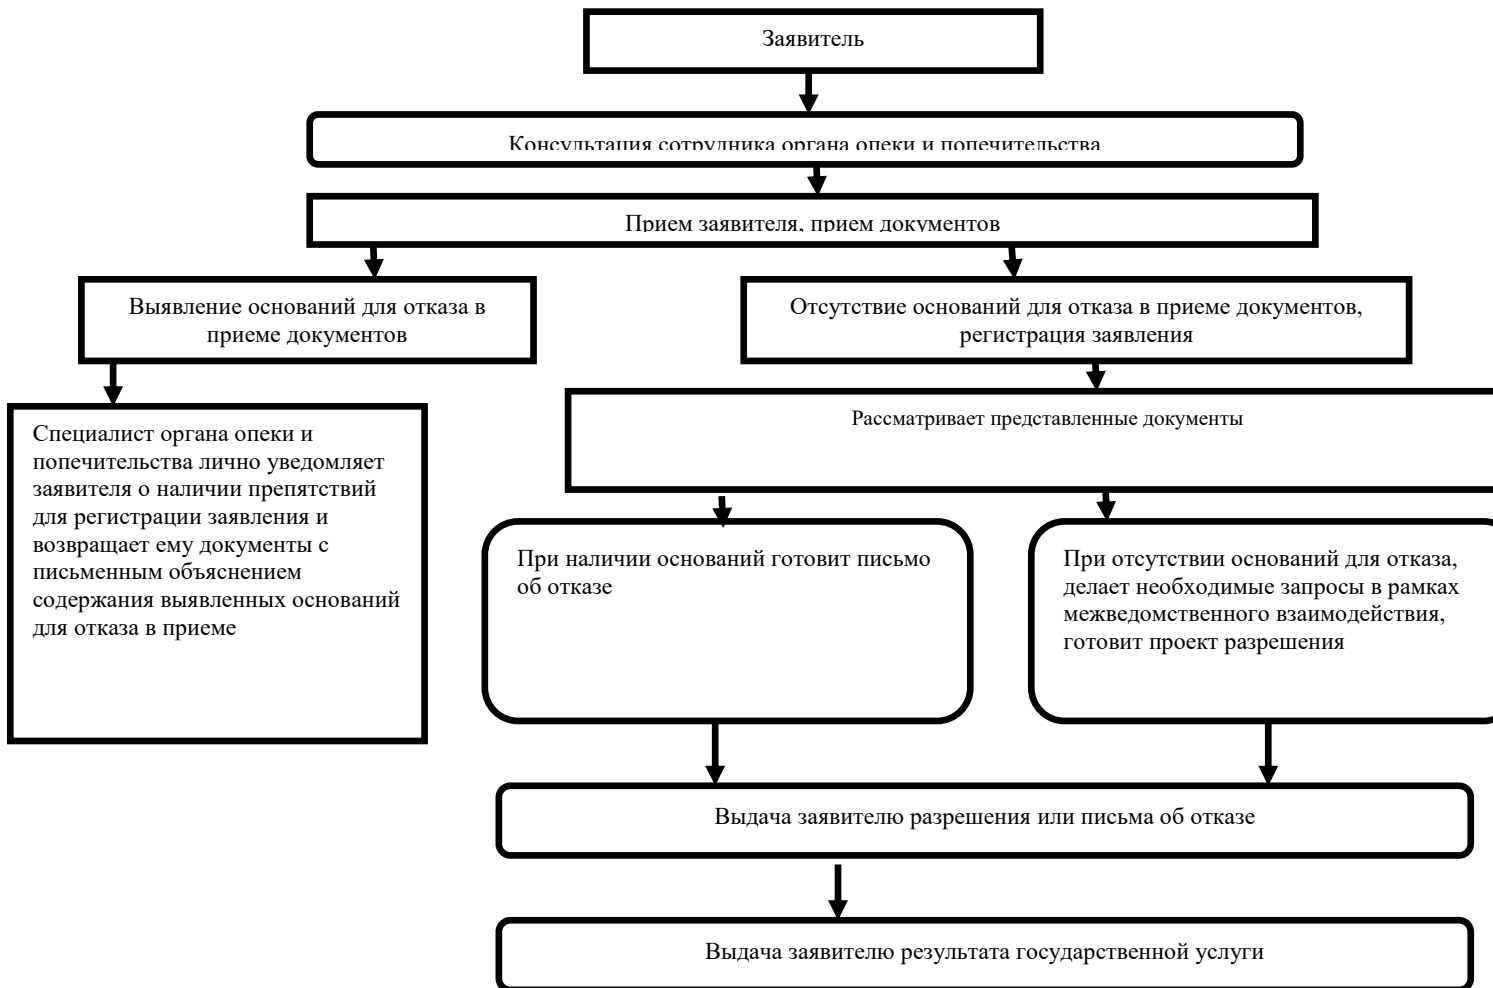 Заявитель
Консультация сотрудника органа опеки и попечительства
Прием заявителя, прием документов
Выявление оснований для отказа в
приеме документов
Отсутствие оснований для отказа в приеме документов,
регистрация заявления
Рассматривает представленные документы
Специалист органа опеки и
попечительства лично уведомляет
заявителя о наличии препятствий
для регистрации заявления и
возвращает ему документы с
письменным объяснением
содержания выявленных оснований
для отказа в приеме
При наличии оснований готовит письмо
об отказе
При отсутствии оснований для отказа,
делает необходимые запросы в рамках
межведомственного взаимодействия,
готовит проект разрешения
Выдача заявителю разрешения или письма об отказе
Выдача заявителю результата государственной услуги